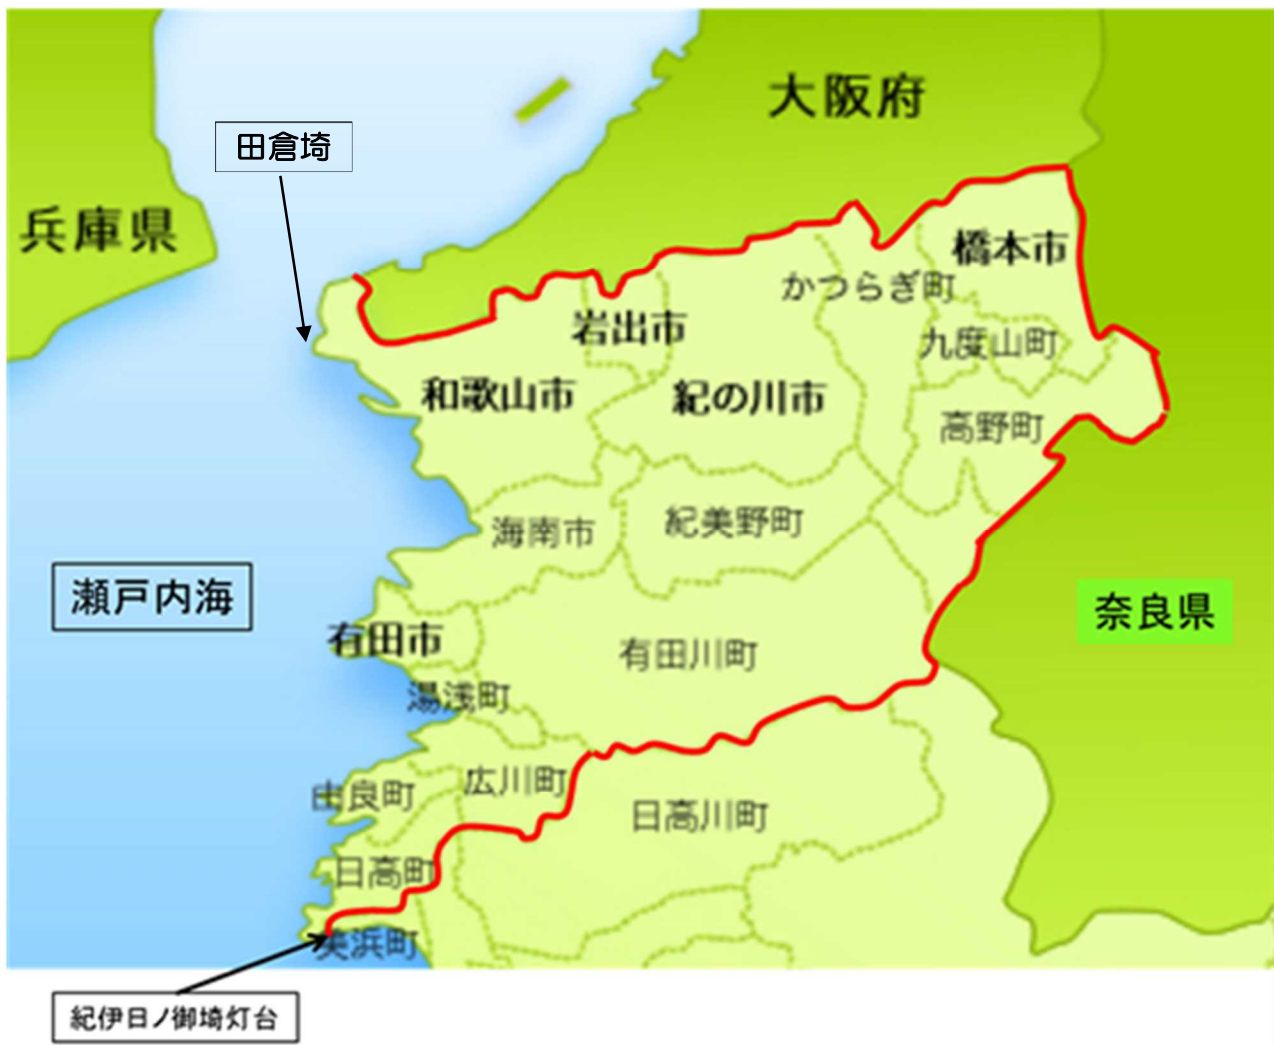 大阪府
田倉埼
兵庫県
橋本市
かつらぎ町
岩出市
九度山町
和歌山市
紀の川市
高野町
海南市
紀美野町
瀬戸内海
奈良県
有田市
有田川町
湯浅町
由良町
広川町
日高川町
日高町
美浜町
紀伊日ノ御埼灯台